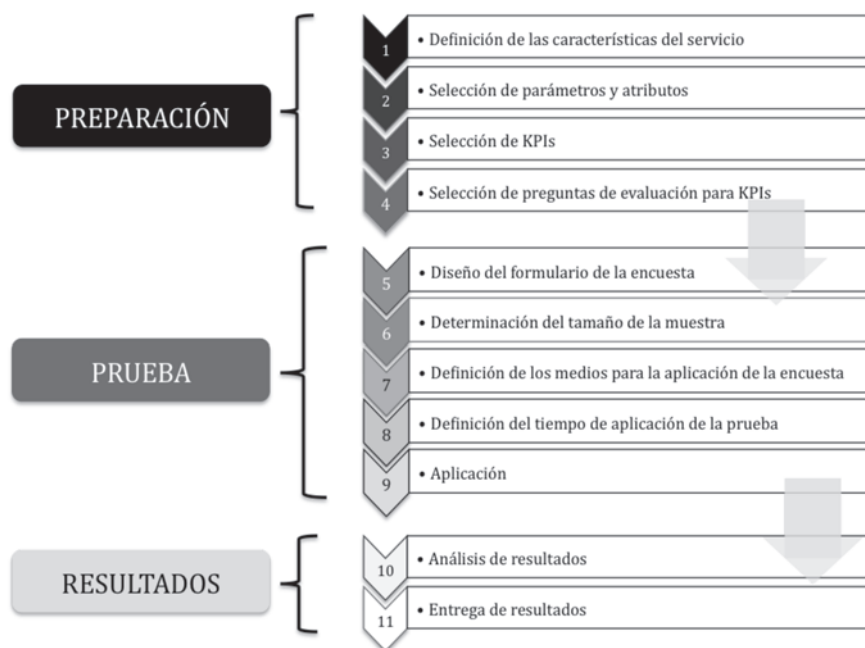 PREPARACIÓN
1
• Definición de las características del servicio
2
• Selección de parámetros y atributos
3
• Selección de KPIs
4
• Selección de preguntas de evaluación para KPIs
PRUEBA
5
• Diseño del formulario de la encuesta
6
• Determinación del tamaño de la muestra
7
• Definición de los medios para la aplicación de la encuesta
8
• Definición del tiempo de aplicación de la prueba
9
• Aplicación
RESULTADOS
10
• Análisis de resultados
11
• Entrega de resultados